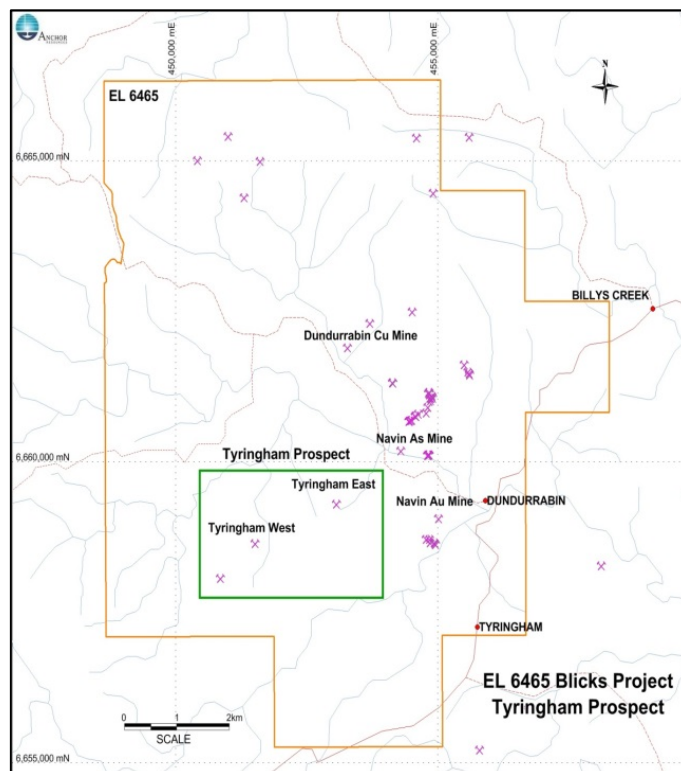 ANCHOR
450,000 mE
455,000 mE
N
EL 6465
6,665,000 mN
BILLYS CREEK
Dundurrabin Cu Mine
Navin As Mine
Tyringham Prospect
6,660,000 mN
Tyringham East
Navin Au Mine
DUNDURRABIN
Tyringham West
TYRINGHAM
EL 6465 Blicks Project
Tyringham Prospect
0 1 2km
SCALE
6,655,000 mN